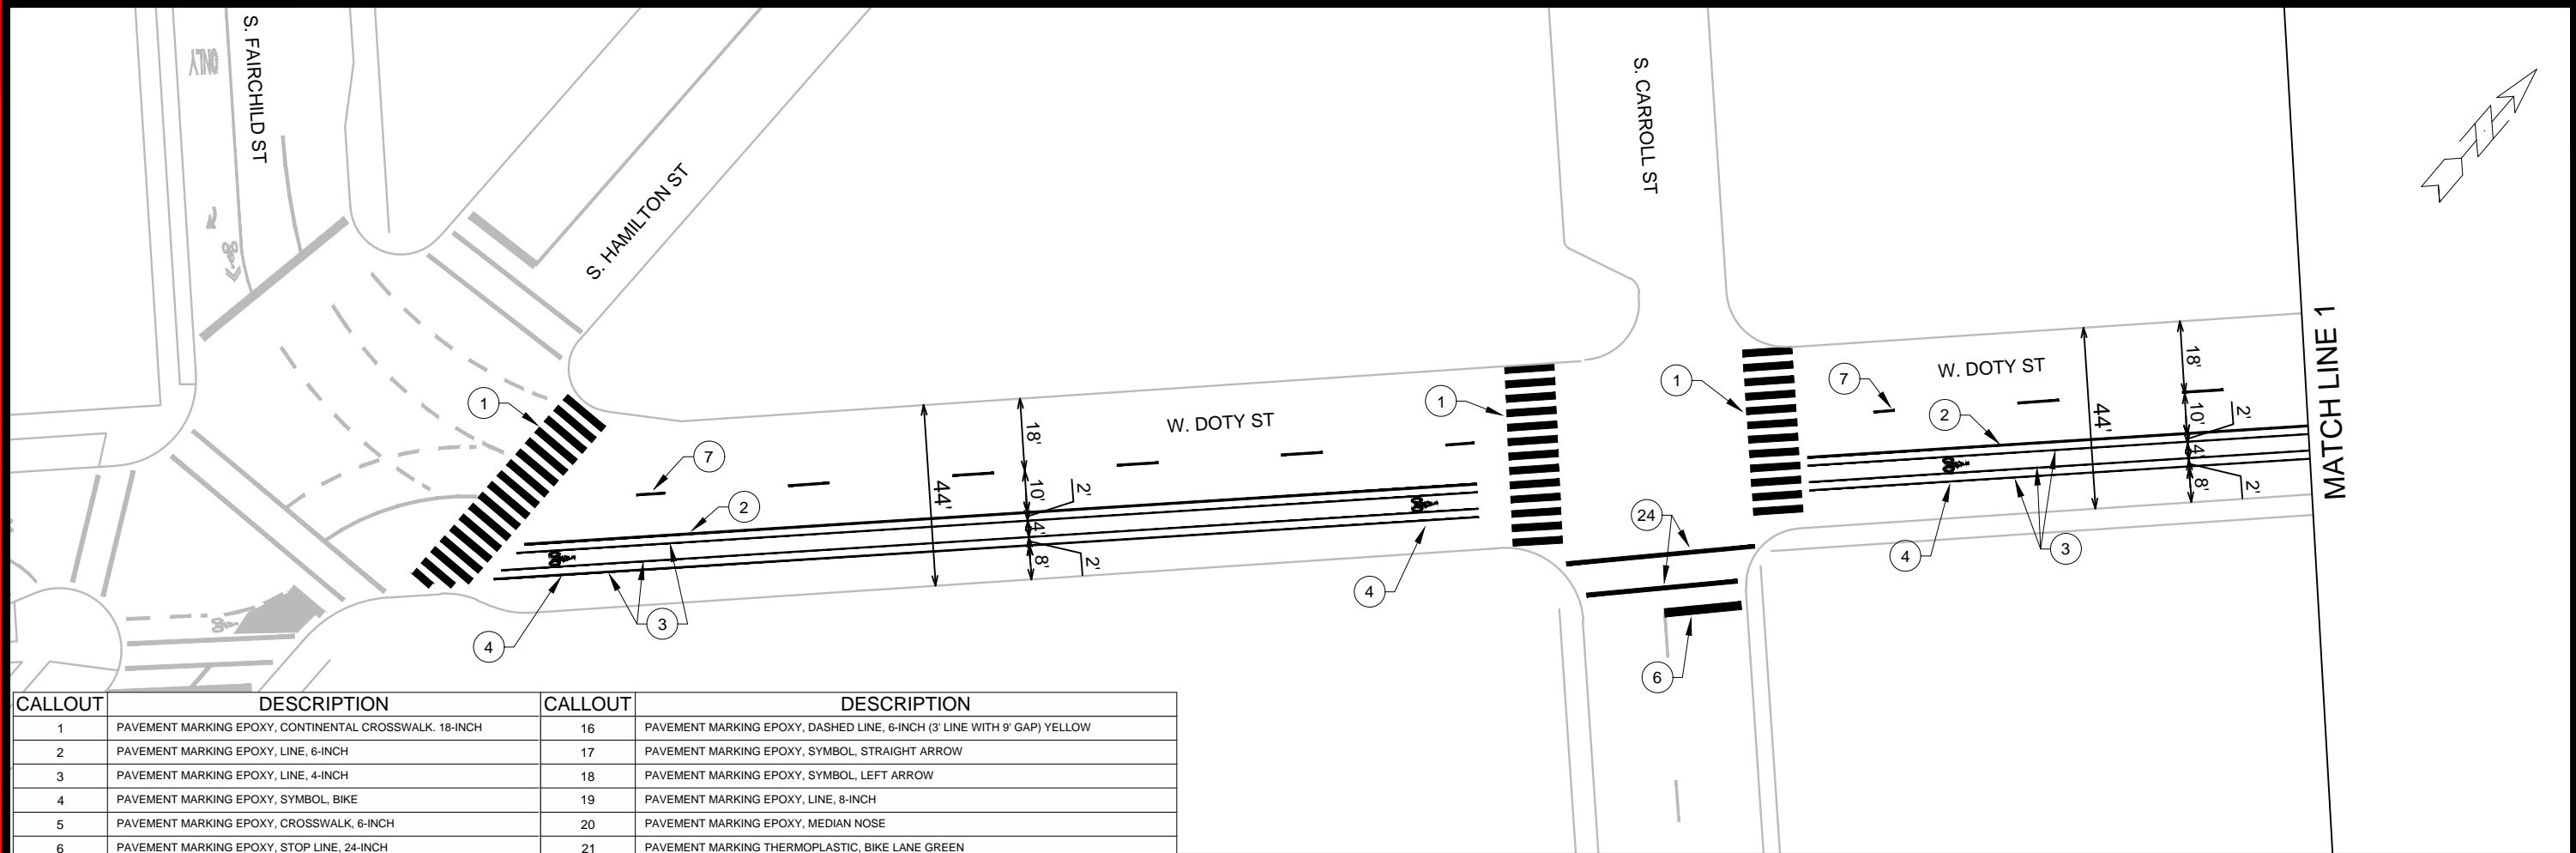 S. FAIRCHILD ST
ONLY
S. HAMILTON ST
S. CARROLL ST
W. DOTY ST
W. DOTY ST
MATCH LINE 1
1
7
2
18'
44'
10'
2'
4'
8'
2'
4
3
1
4
1
7
2
18'
44'
10'
2'
4'
8'
2'
4
3
24
6
CALLOUT DESCRIPTION CALLOUT DESCRIPTION
1 PAVEMENT MARKING EPOXY, CONTINENTAL CROSSWALK. 18-INCH 16 PAVEMENT MARKING EPOXY, DASHED LINE, 6-INCH (3' LINE WITH 9' GAP) YELLOW
2 PAVEMENT MARKING EPOXY, LINE, 6-INCH 17 PAVEMENT MARKING EPOXY, SYMBOL, STRAIGHT ARROW
3 PAVEMENT MARKING EPOXY, LINE, 4-INCH 18 PAVEMENT MARKING EPOXY, SYMBOL, LEFT ARROW
4 PAVEMENT MARKING EPOXY, SYMBOL, BIKE 19 PAVEMENT MARKING EPOXY, LINE, 8-INCH
5 PAVEMENT MARKING EPOXY, CROSSWALK, 6-INCH 20 PAVEMENT MARKING EPOXY, MEDIAN NOSE
6 PAVEMENT MARKING EPOXY, STOP LINE, 24-INCH 21 PAVEMENT MARKING THERMOPLASTIC, BIKE LANE GREEN